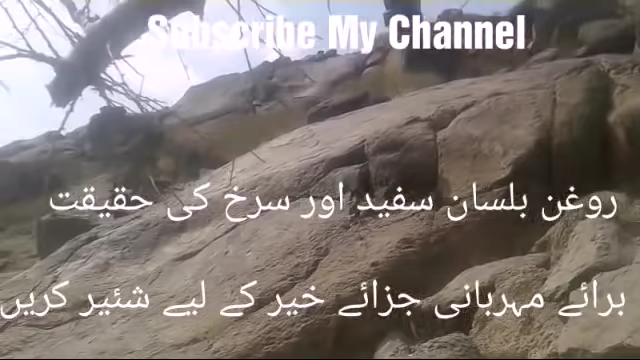 Subscribe My Channel
روغن بلسان سفید اور سرخ کی حقیقت
برائے مہربانی جزائے خیر کے لیے شئیر کریں